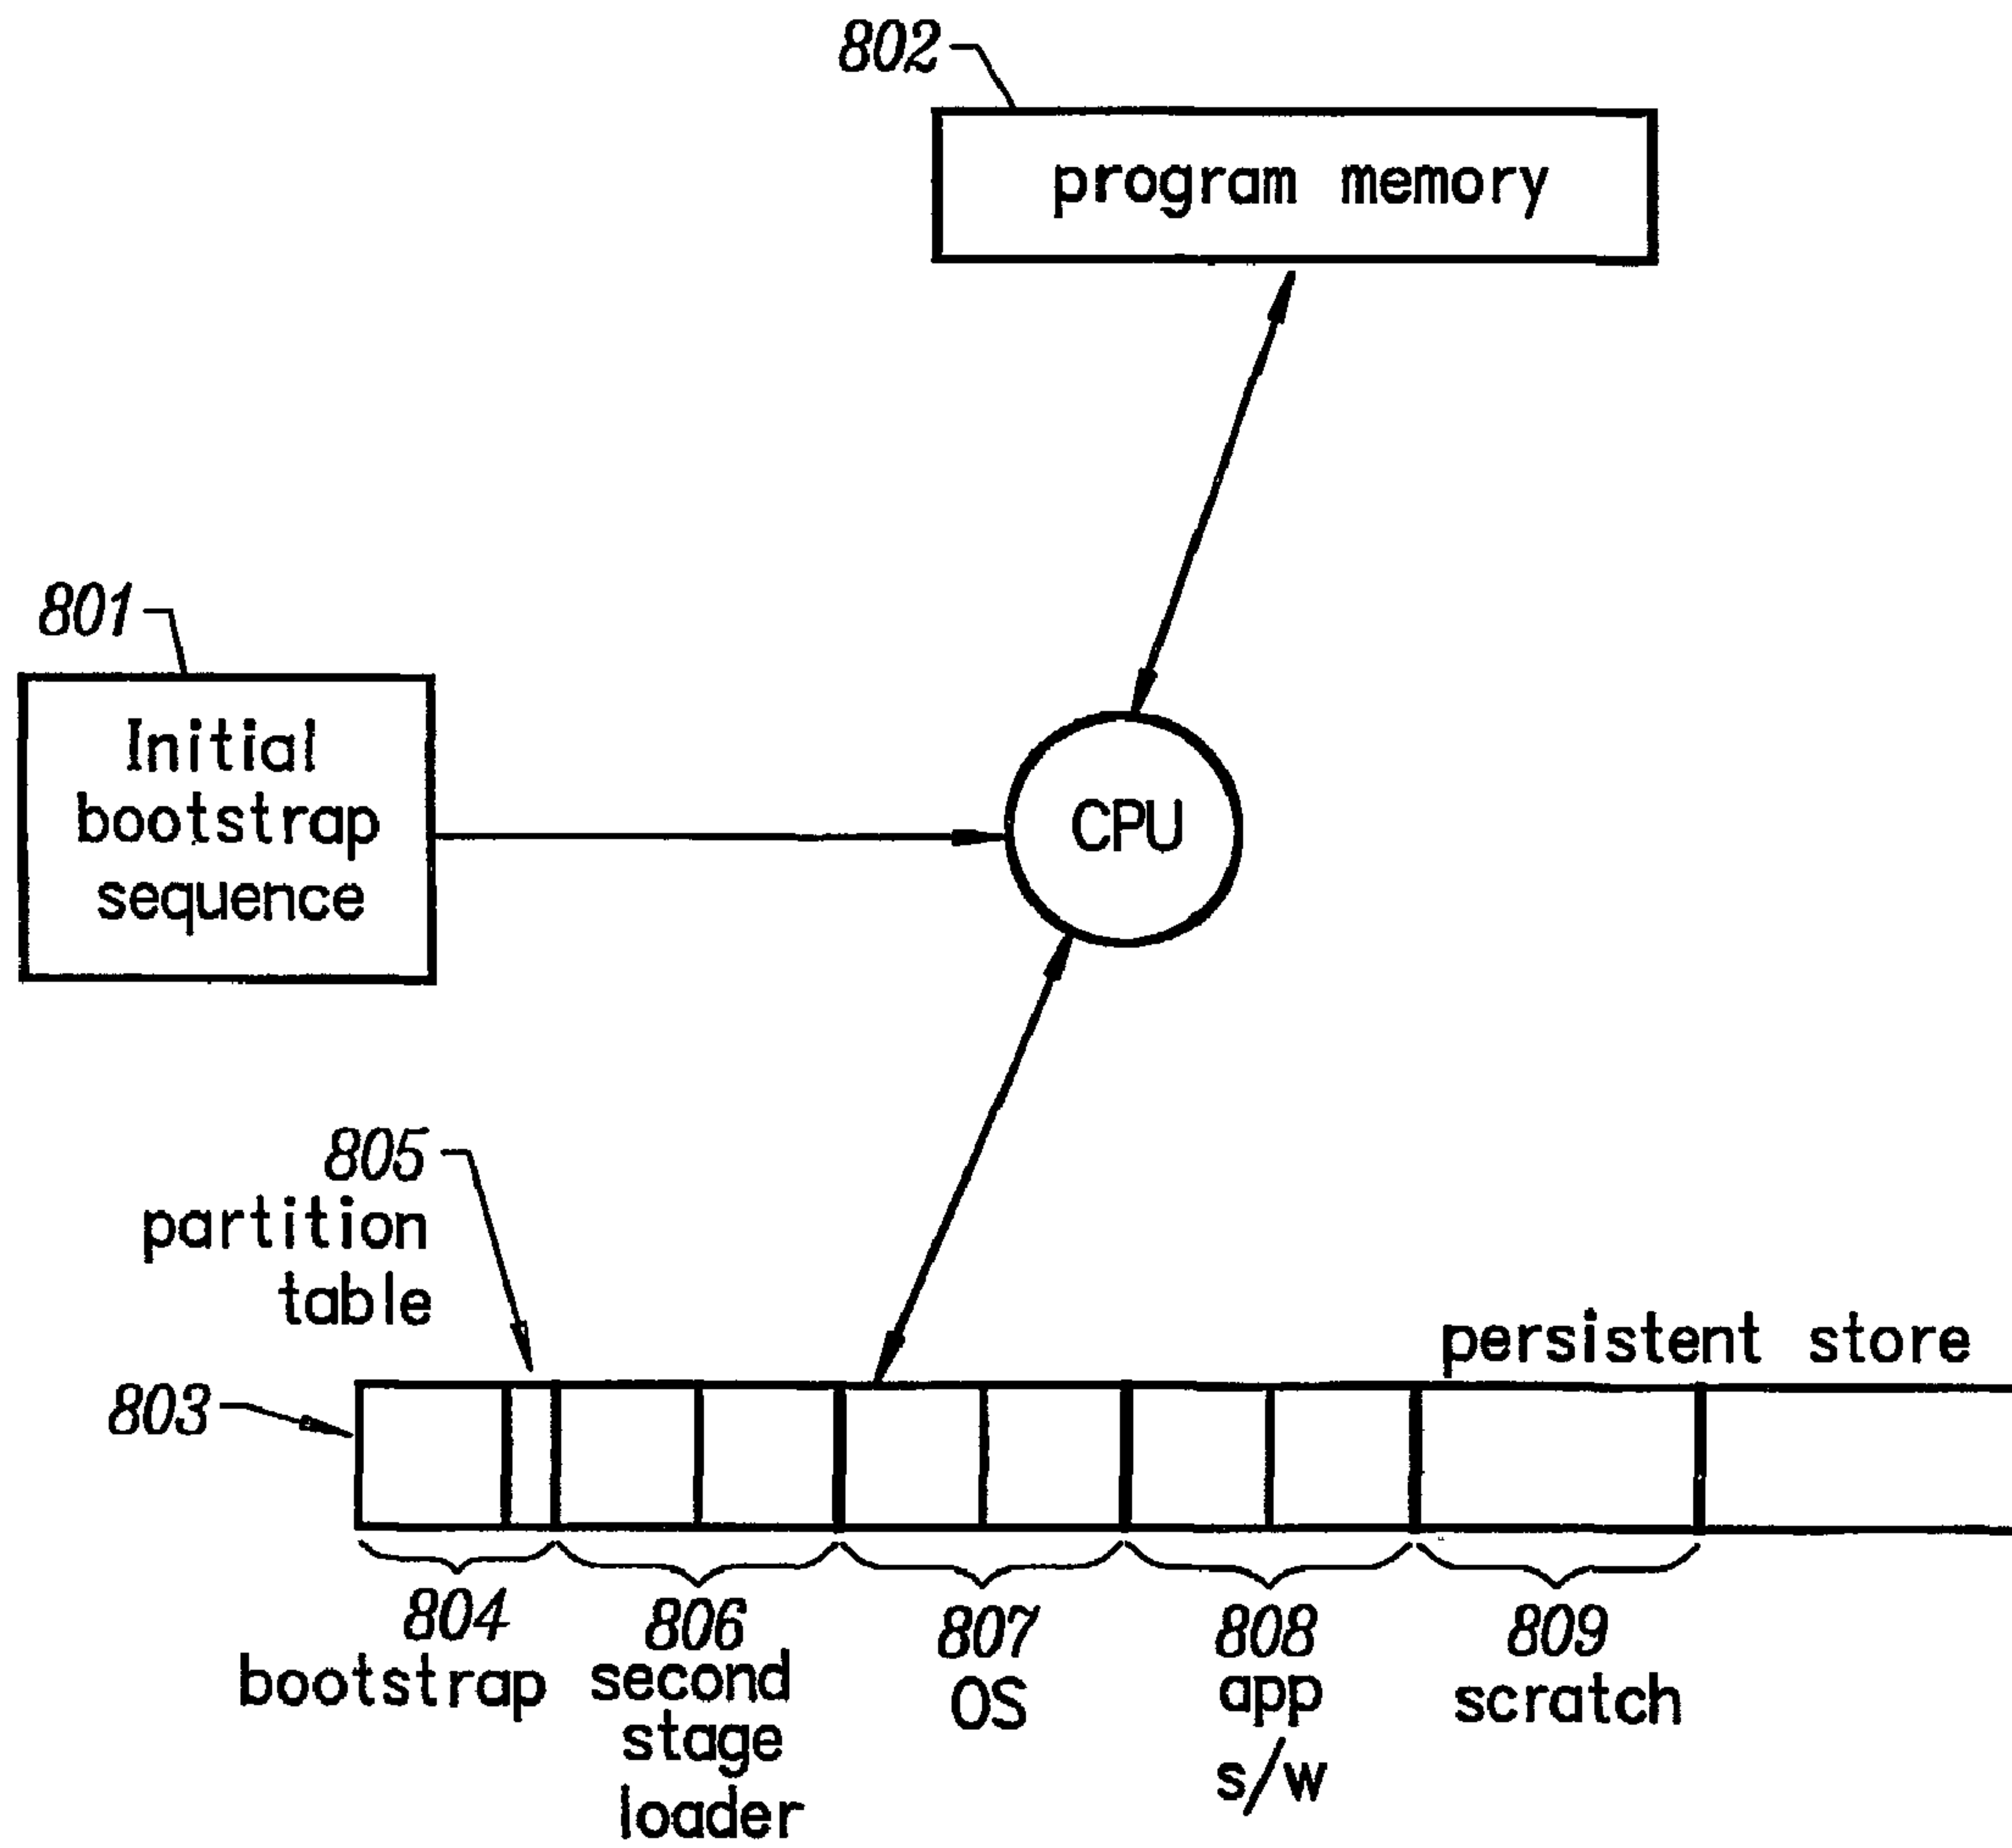 802
program memory
801
Initial
bootstrap
sequence
CPU
805
partition
table
persistent store
803
804
bootstrap
806
second
stage
loader
807
OS
808
app
s/w
809
scratch